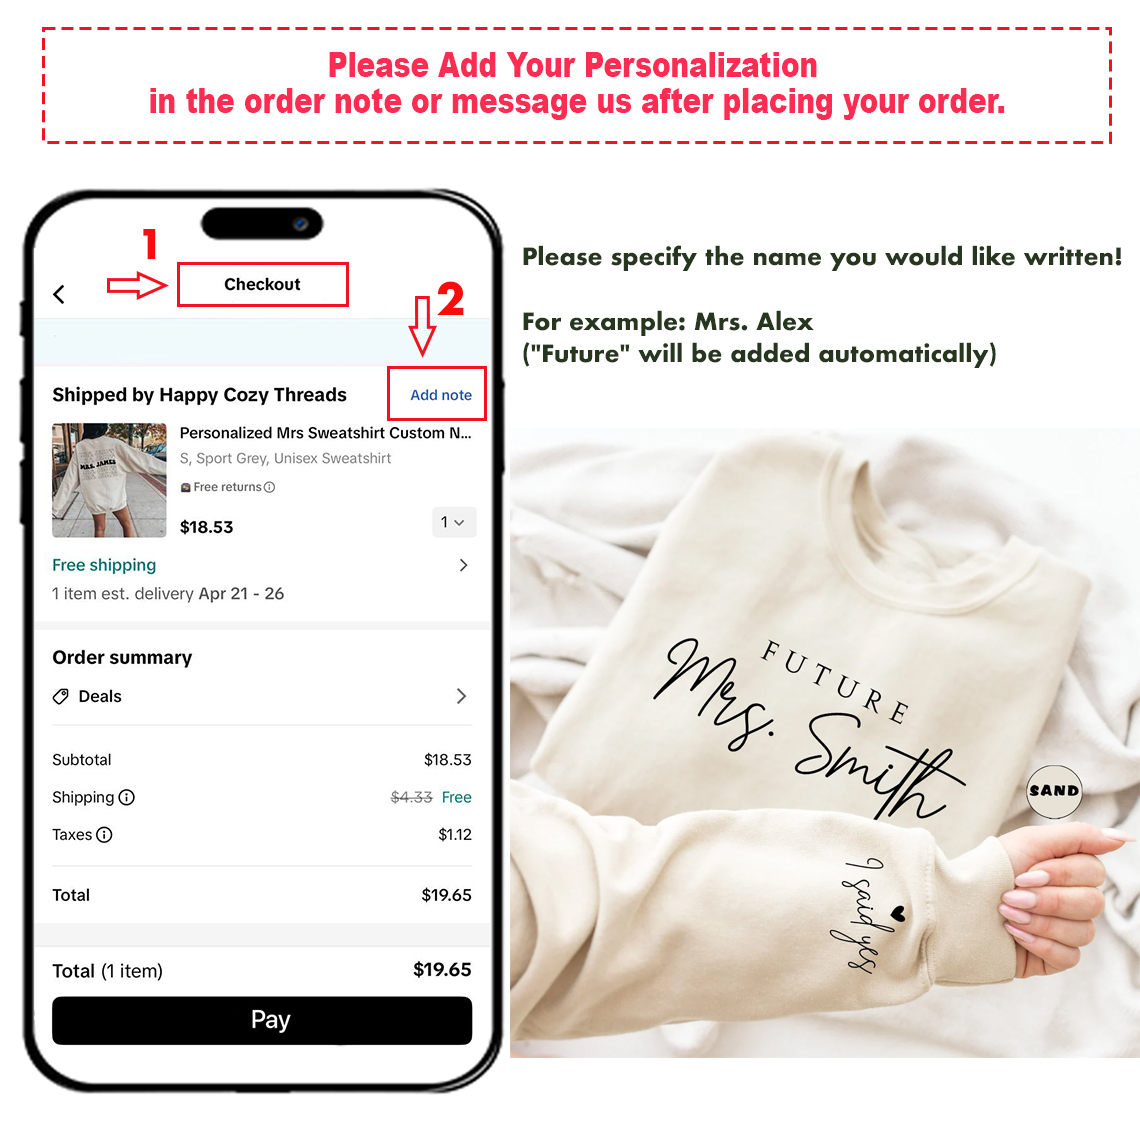 Please Add Your Personalization
in the order note or message us after placing your order.
1
Checkout
2
Shipped by Happy Cozy Threads
Add note
MRS. JAMES
Personalized Mrs Sweatshirt Custom N...
S, Sport Grey, Unisex Sweatshirt
Free returns
$18.53
1
Free shipping
1 item est. delivery Apr 21 - 26
Order summary
Deals
Subtotal $18.53
Shipping $4.33 Free
Taxes $1.12
Total $19.65
Total (1 item) $19.65
Pay
Please specify the name you would like written!
For example: Mrs. Alex
("Future" will be added automatically)
FUTURE
Mrs. Smith
SAND
I said yes